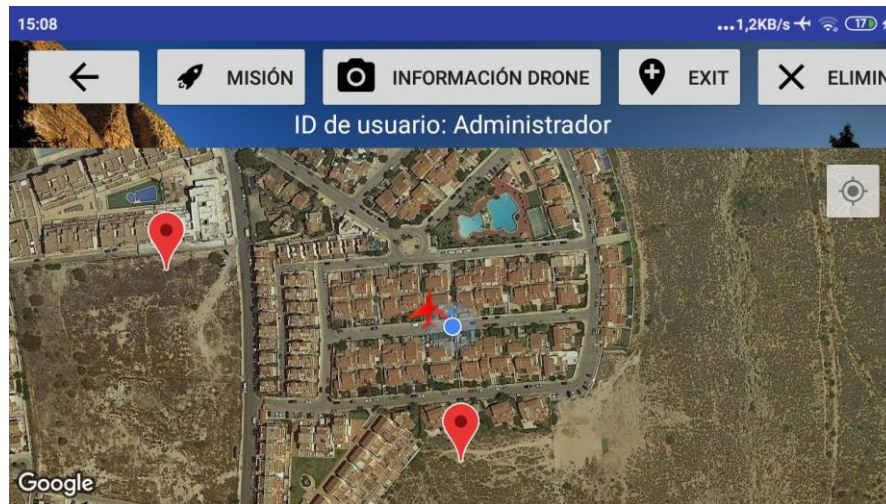 15:08
...1,2KB/s
17
MISIÓN
INFORMACIÓN DRONE
EXIT
ELIMIN
ID de usuario: Administrador
Google